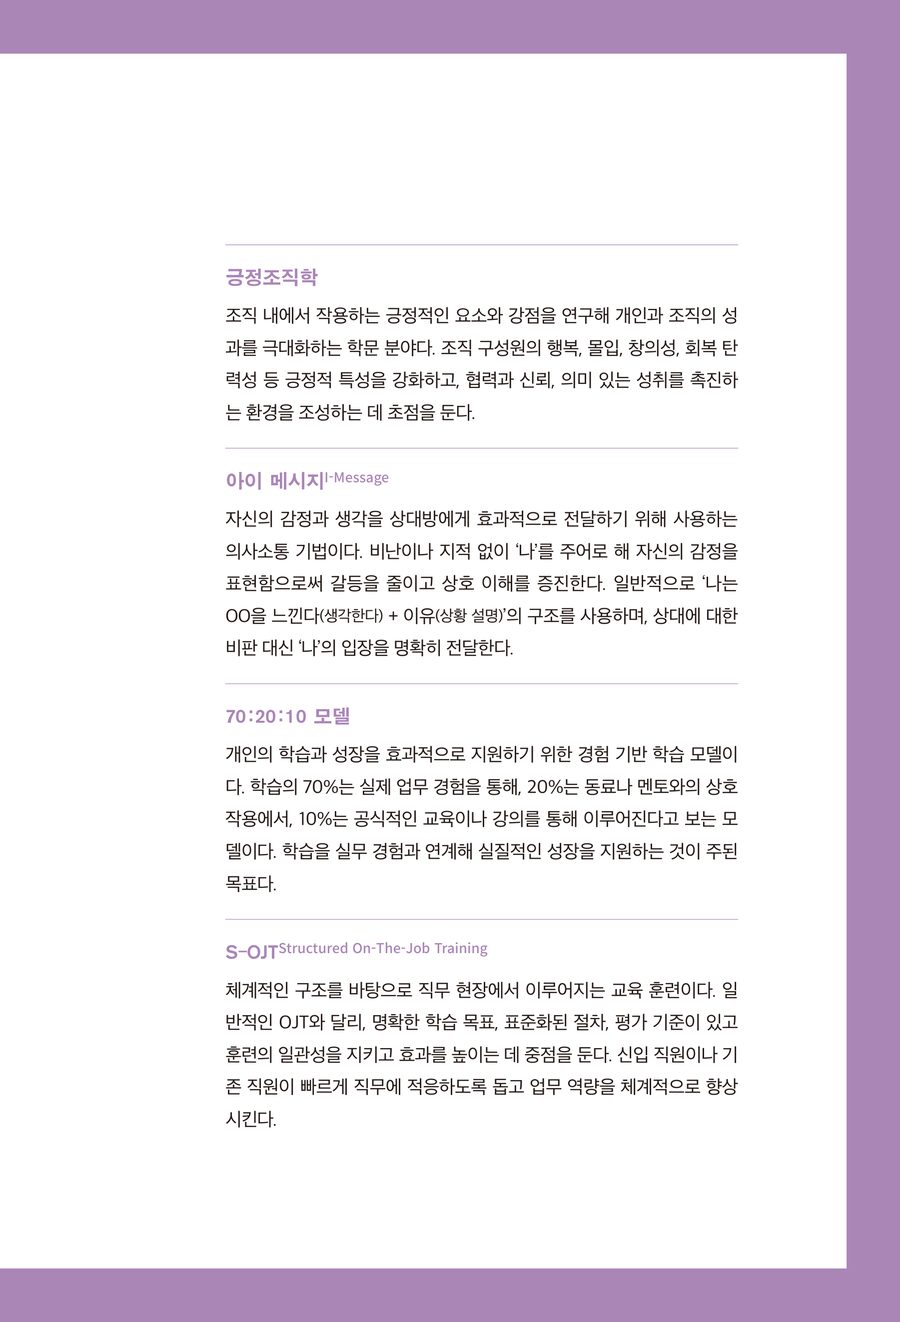 긍정조직학
조직 내에서 작용하는 긍정적인 요소와 강점을 연구해 개인과 조직의 성
과를 극대화하는 학문 분야다. 조직 구성원의 행복, 몰입, 창의성, 회복 탄
력성 등 긍정적 특성을 강화하고, 협력과 신뢰, 의미 있는 성취를 촉진하
는 환경을 조성하는 데 초점을 둔다.
아이 메시지I-Message
자신의 감정과 생각을 상대방에게 효과적으로 전달하기 위해 사용하는
의사소통 기법이다. 비난이나 지적 없이 ‘나’를 주어로 해 자신의 감정을
표현함으로써 갈등을 줄이고 상호 이해를 증진한다. 일반적으로 ‘나는
OO을 느낀다(생각한다) + 이유(상황 설명)’의 구조를 사용하며, 상대에 대한
비판 대신 ‘나’의 입장을 명확히 전달한다.
70:20:10 모델
개인의 학습과 성장을 효과적으로 지원하기 위한 경험 기반 학습 모델이
다. 학습의 70%는 실제 업무 경험을 통해, 20%는 동료나 멘토와의 상호
작용에서, 10%는 공식적인 교육이나 강의를 통해 이루어진다고 보는 모
델이다. 학습을 실무 경험과 연계해 실질적인 성장을 지원하는 것이 주된
목표다.
S-OJTStructured On-The-Job Training
체계적인 구조를 바탕으로 직무 현장에서 이루어지는 교육 훈련이다. 일
반적인 OJT와 달리, 명확한 학습 목표, 표준화된 절차, 평가 기준이 있고
훈련의 일관성을 지키고 효과를 높이는 데 중점을 둔다. 신입 직원이나 기
존 직원이 빠르게 직무에 적응하도록 돕고 업무 역량을 체계적으로 향상
시킨다.